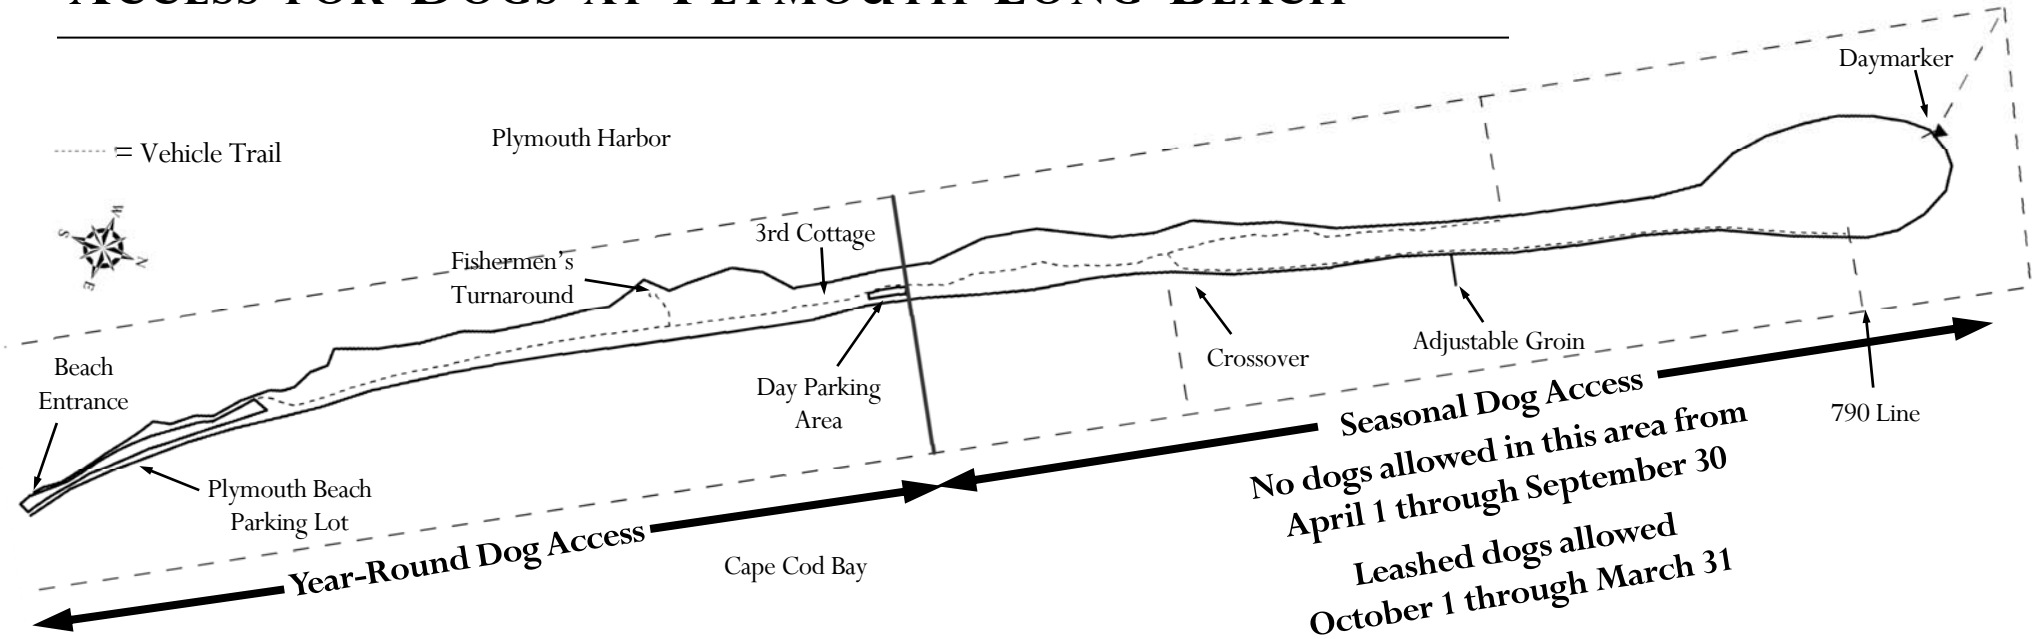 ACCESS FOR DOGS AT PLYMOUTH LONG BEACH
Daymarker
Plymouth Harbor
= Vehicle Trail
W
S
N
E
3rd Cottage
Fishermen's
Turnaround
Beach
Entrance
Day Parking
Area
Crossover
Adjustable Groin
790 Line
Plymouth Beach
Parking Lot
Seasonal Dog Access
No dogs allowed in this area from
April 1 through September 30
Leashed dogs allowed
October 1 through March 31
Year-Round Dog Access
Cape Cod Bay